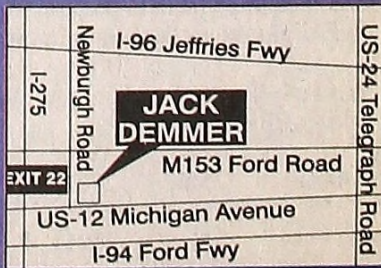 I-96 Jeffries Fwy
I-275
Newburgh Road
US-24 Telegraph Road
JACK
DEMMER
M153 Ford Road
EXIT 22
US-12 Michigan Avenue
I-94 Ford Fwy